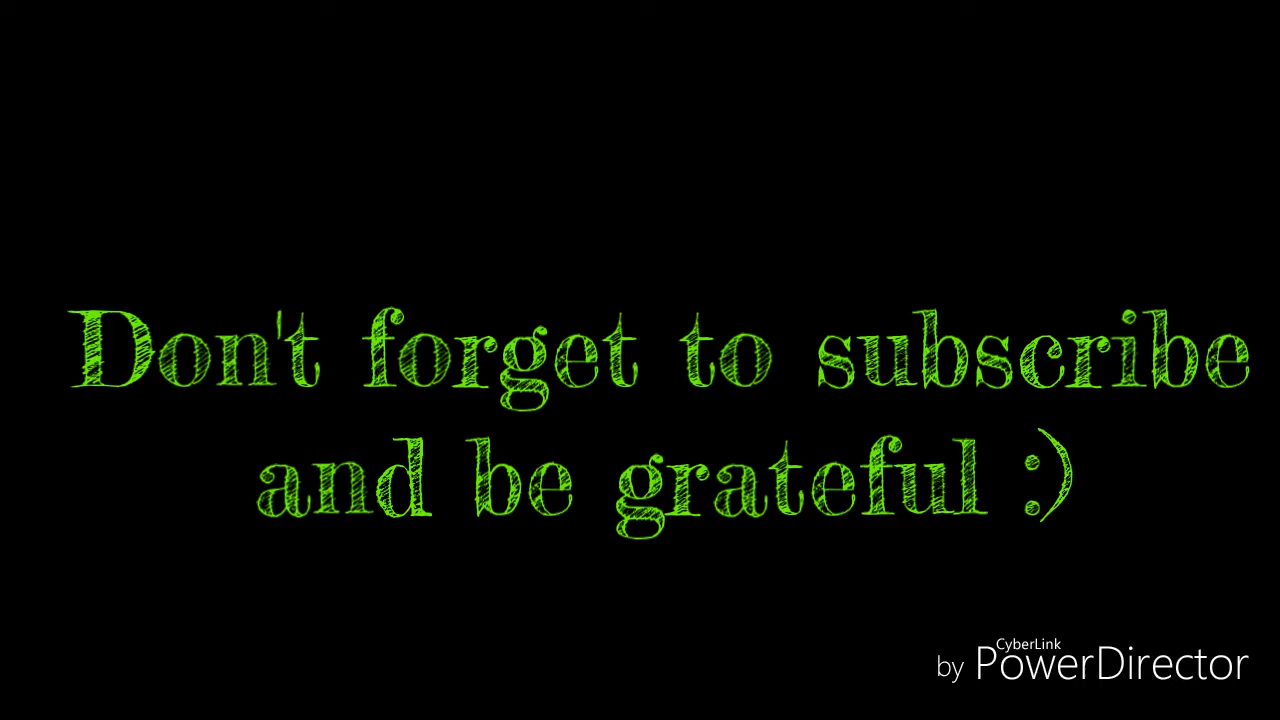 Don't forget to subscribe
and be grateful :)
CyberLink
by PowerDirector